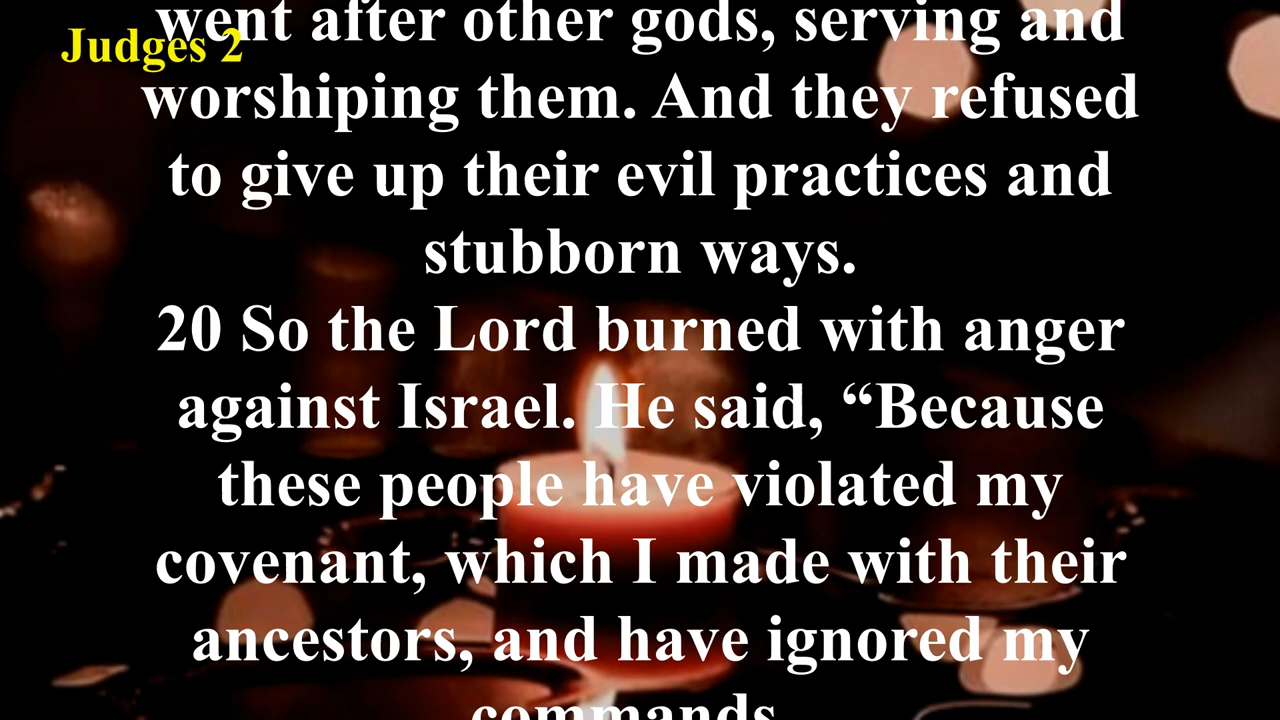 Judges 2
went after other gods, serving and
worshiping them. And they refused
to give up their evil practices and
stubborn ways.
20 So the Lord burned with anger
against Israel. He said, “Because
these people have violated my
covenant, which I made with their
ancestors, and have ignored my
commands